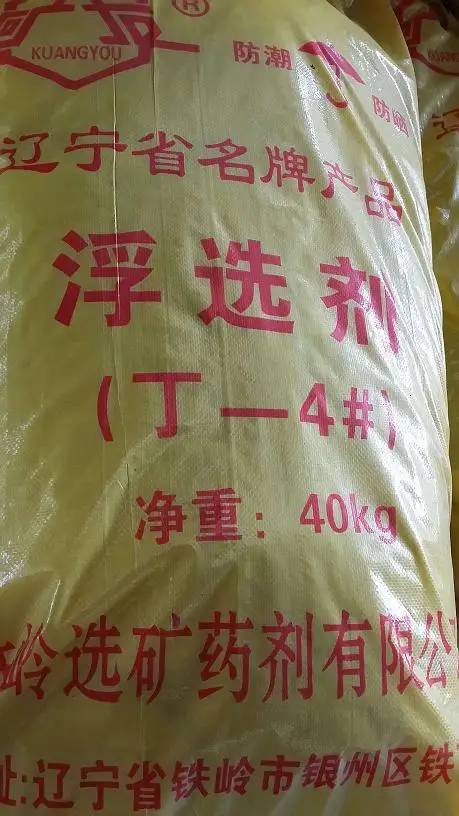 KUANGYOU
®
防潮
防晒
辽宁省名牌产品
浮选剂
(丁—4#)
净重：40kg
岭选矿药剂有限公
址:辽宁省铁岭市银州区铁